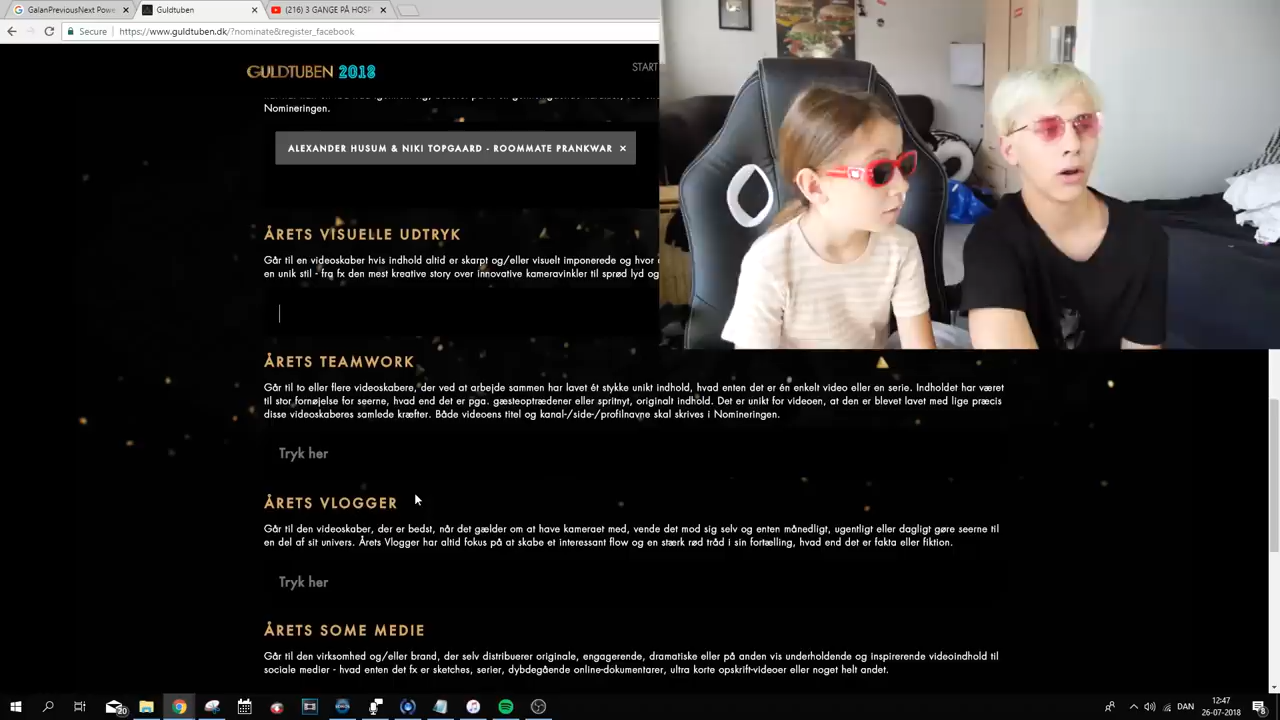 GalanPreviousNext Pow
Guldtuben
(216) 3 GANGE PÅ HOSP
Secure
https://www.guldtuben.dk/?nominate&register_facebook
GULDTUBEN 2018
START
Nomineringen.
ALEXANDER HUSUM & NIKI TOPGAARD - ROOMMATE PRANKWAR ×
ÅRETS VISUELLE UDTRYK
Går til en videoskaber hvis indhold altid er skarpt og/eller visuelt imponerede og hvor
en unik stil - fra fx den mest kreative story over innovative kameravinkler til sprød lyd og
ÅRETS TEAMWORK
Går til to eller flere videoskabere, der ved at arbejde sammen har lavet ét stykke unikt indhold, hvad enten det er én enkelt video eller en serie. Indholdet har været
til stor fornøjelse for seerne, hvad end det er pga. gæsteoptrædener eller spritnyt, originalt indhold. Det er unikt for videoen, at den er blevet lavet med lige præcis
disse videoskaberes samlede kræfter. Både videoens titel og kanal-/side-/profilnavne skal skrives i Nomineringen.
Tryk her
ÅRETS VLOGGER
Går til den videoskaber, der er bedst, når det gælder om at have kameraet med, vende det mod sig selv og enten månedligt, ugentligt eller dagligt gøre seerne til
en del af sit univers. Årets Vlogger har altid fokus på at skabe et interessant flow og en stærk rød tråd i sin fortælling, hvad end det er fakta eller fiktion.
Tryk her
ÅRETS SOME MEDIE
Går til den virksomhed og/eller brand, der selv distribuerer originale, engagerende, dramatiske eller på anden vis underholdende og inspirerende videoindhold til
sociale medier - hvad enten det fx er sketches, serier, dybdegående online-dokumentarer, ultra korte opskrift-videoer eller noget helt andet.
20
DAN
12:47
26-07-2018
8